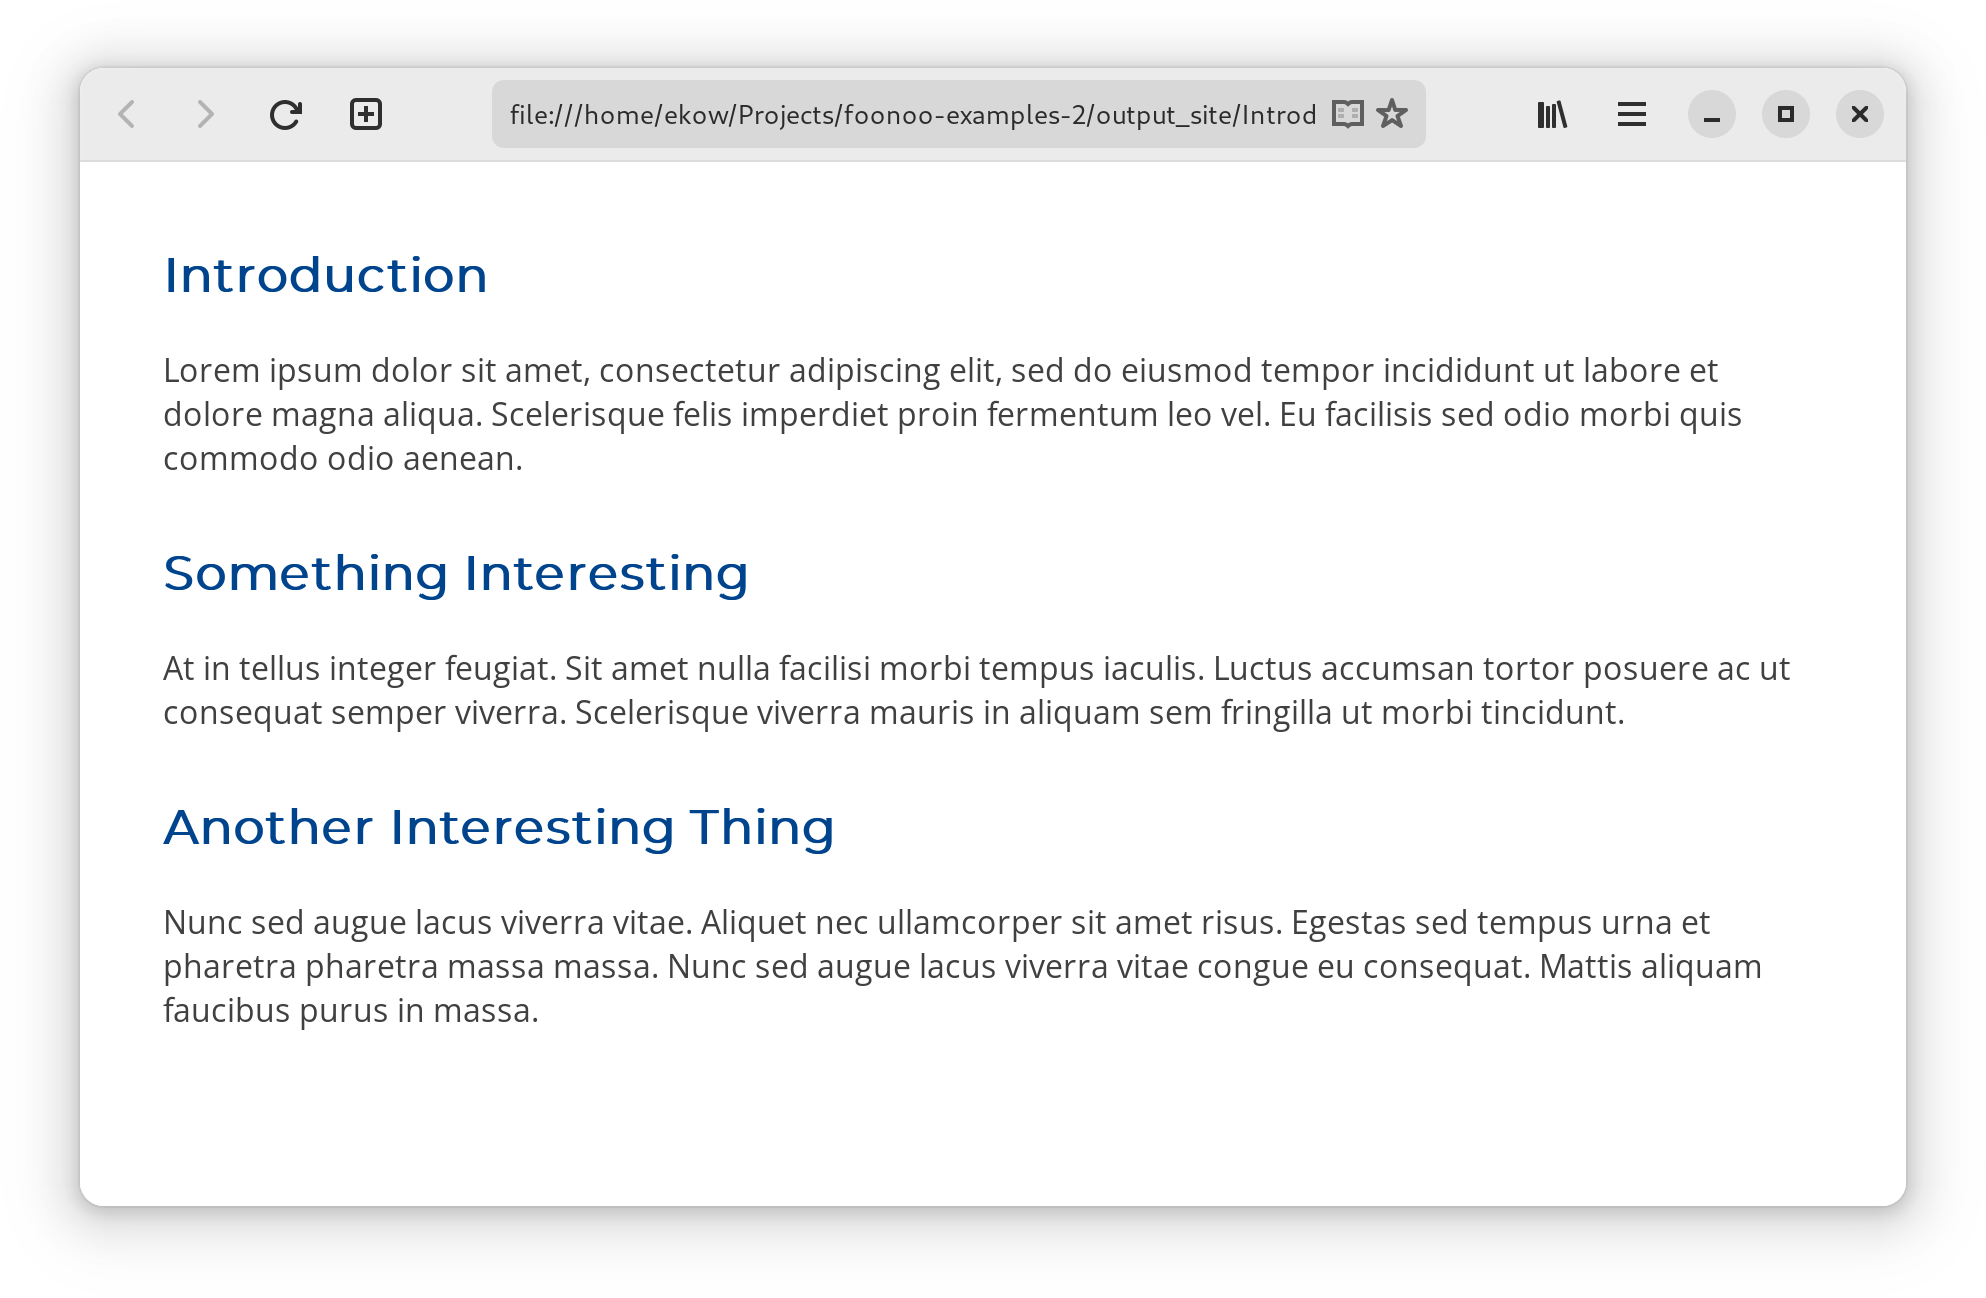 file:///home/ekow/Projects/foonoo-examples-2/output_site/Introd
Introduction
Lorem ipsum dolor sit amet, consectetur adipiscing elit, sed do eiusmod tempor incididunt ut labore et
dolore magna aliqua. Scelerisque felis imperdiet proin fermentum leo vel. Eu facilisis sed odio morbi quis
commodo odio aenean.
Something Interesting
At in tellus integer feugiat. Sit amet nulla facilisi morbi tempus iaculis. Luctus accumsan tortor posuere ac ut
consequat semper viverra. Scelerisque viverra mauris in aliquam sem fringilla ut morbi tincidunt.
Another Interesting Thing
Nunc sed augue lacus viverra vitae. Aliquet nec ullamcorper sit amet risus. Egestas sed tempus urna et
pharetra pharetra massa massa. Nunc sed augue lacus viverra vitae congue eu consequat. Mattis aliquam
faucibus purus in massa.